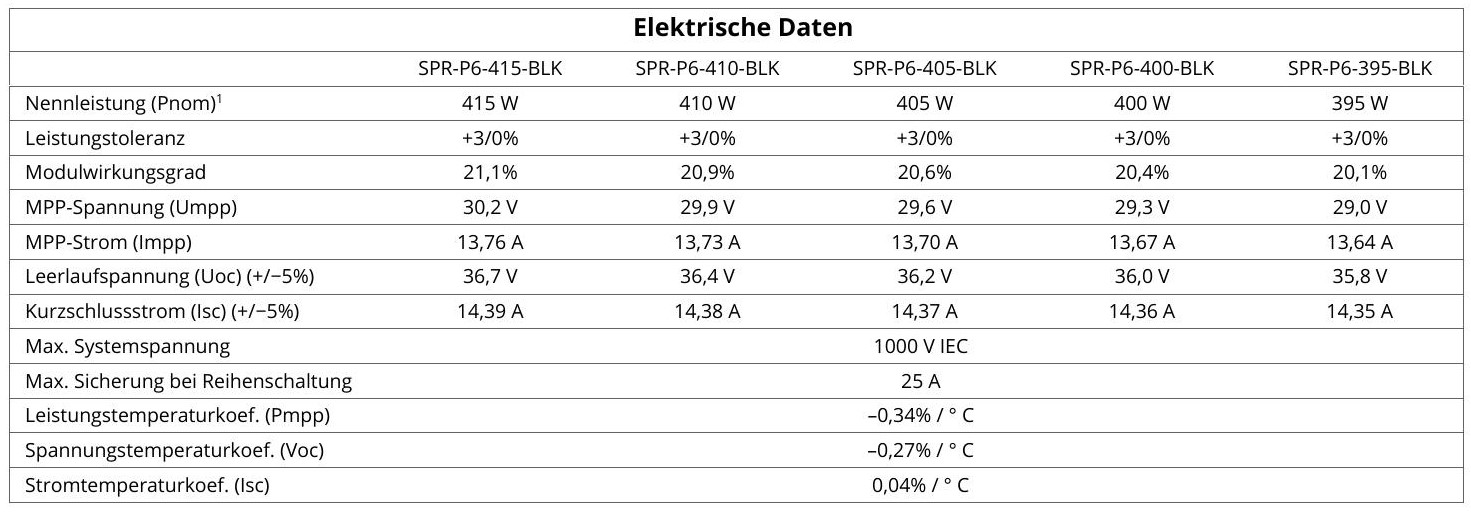 Elektrische Daten
SPR-P6-415-BLK SPR-P6-410-BLK SPR-P6-405-BLK SPR-P6-400-BLK SPR-P6-395-BLK
Nennleistung (Pnom)¹ 415 W 410 W 405 W 400 W 395 W
Leistungstoleranz +3/0% +3/0% +3/0% +3/0% +3/0%
Modulwirkungsgrad 21,1% 20,9% 20,6% 20,4% 20,1%
MPP-Spannung (Umpp) 30,2 V 29,9 V 29,6 V 29,3 V 29,0 V
MPP-Strom (Impp) 13,76 A 13,73 A 13,70 A 13,67 A 13,64 A
Leerlaufspannung (Uoc) (+/−5%) 36,7 V 36,4 V 36,2 V 36,0 V 35,8 V
Kurzschlussstrom (Isc) (+/−5%) 14,39 A 14,38 A 14,37 A 14,36 A 14,35 A
Max. Systemspannung 1000 V IEC
Max. Sicherung bei Reihenschaltung 25 A
Leistungstemperaturkoef. (Pmpp) –0,34% / ° C
Spannungstemperaturkoef. (Voc) –0,27% / ° C
Stromtemperaturkoef. (Isc) 0,04% / ° C